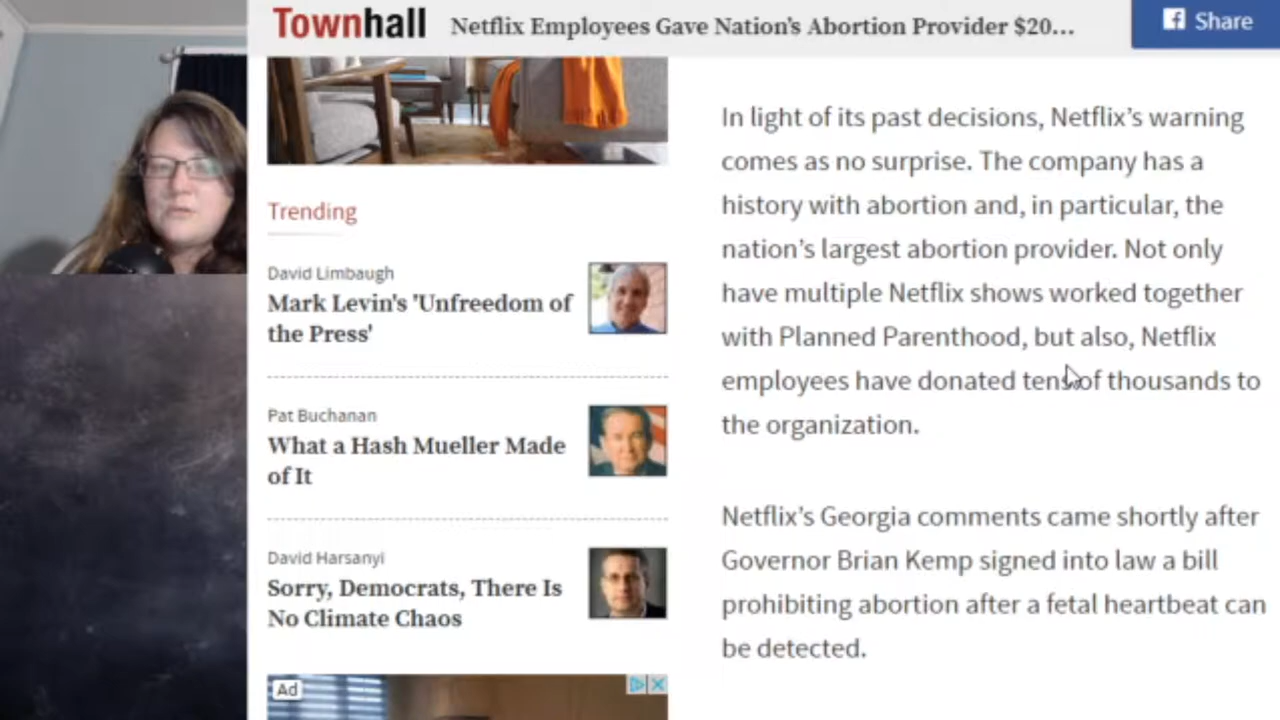 Townhall
Netflix Employees Gave Nation's Abortion Provider $20...
Share
Trending
David Limbaugh
Mark Levin's 'Unfreedom of
the Press'
Pat Buchanan
What a Hash Mueller Made
of It
David Harsanyi
Sorry, Democrats, There Is
No Climate Chaos
Ad
In light of its past decisions, Netflix's warning
comes as no surprise. The company has a
history with abortion and, in particular, the
nation's largest abortion provider. Not only
have multiple Netflix shows worked together
with Planned Parenthood, but also, Netflix
employees have donated tens of thousands to
the organization.
Netflix's Georgia comments came shortly after
Governor Brian Kemp signed into law a bill
prohibiting abortion after a fetal heartbeat can
be detected.